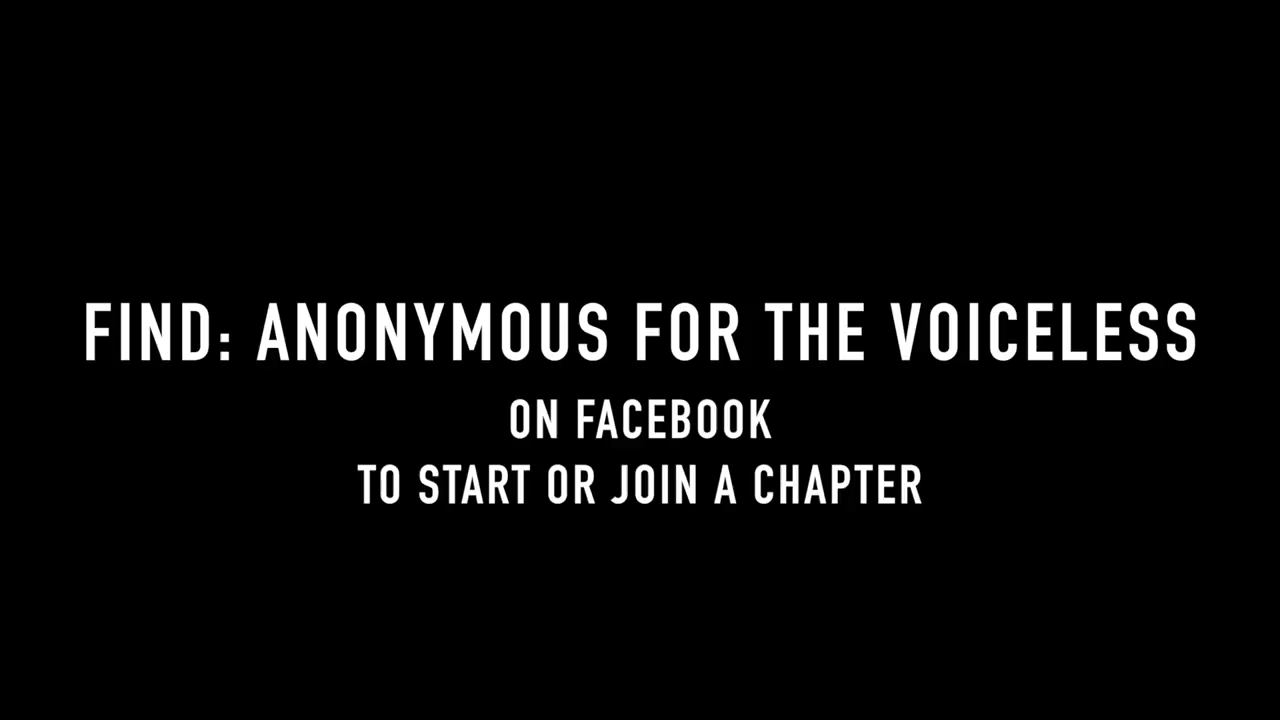 FIND: ANONYMOUS FOR THE VOICELESS
ON FACEBOOK
TO START OR JOIN A CHAPTER